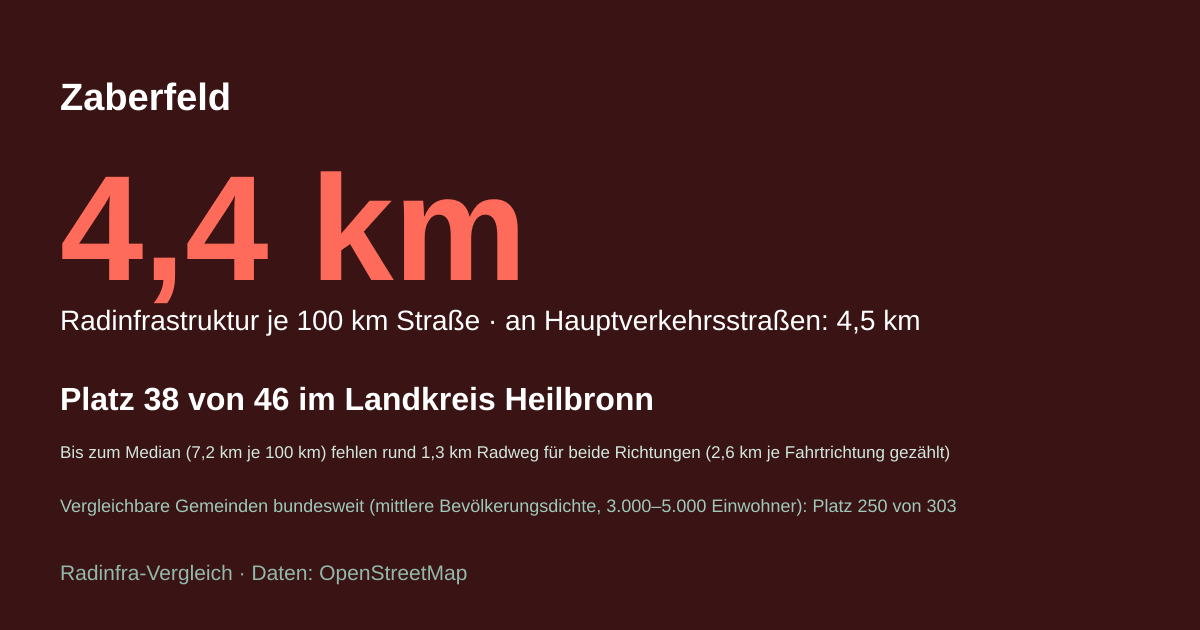 Zaberfeld
4,4 km
Radinfrastruktur je 100 km Straße · an Hauptverkehrsstraßen: 4,5 km
Platz 38 von 46 im Landkreis Heilbronn
Bis zum Median (7,2 km je 100 km) fehlen rund 1,3 km Radweg für beide Richtungen (2,6 km je Fahrtrichtung gezählt)
Vergleichbare Gemeinden bundesweit (mittlere Bevölkerungsdichte, 3.000–5.000 Einwohner): Platz 250 von 303
Radinfra-Vergleich · Daten: OpenStreetMap